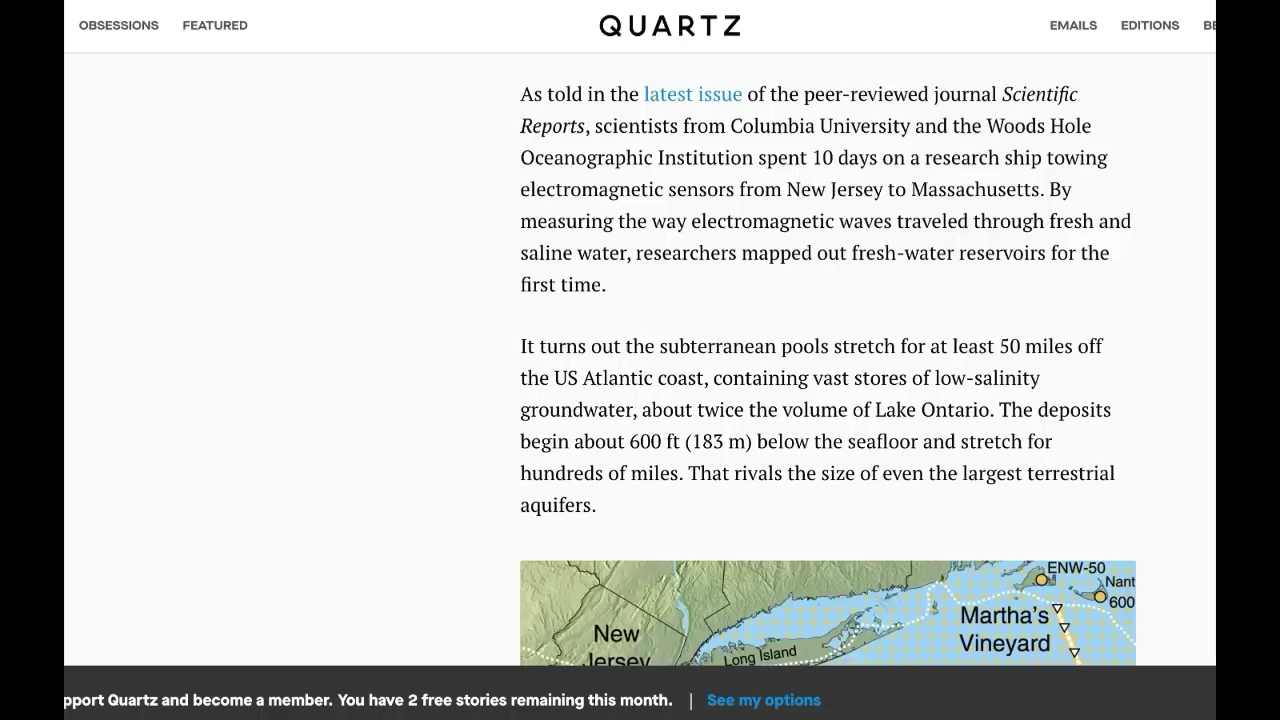 OBSESSIONS FEATURED QUARTZ EMAILS EDITIONS
As told in the latest issue of the peer-reviewed journal Scientific
Reports, scientists from Columbia University and the Woods Hole
Oceanographic Institution spent 10 days on a research ship towing
electromagnetic sensors from New Jersey to Massachusetts. By
measuring the way electromagnetic waves traveled through fresh and
saline water, researchers mapped out fresh-water reservoirs for the
first time.
It turns out the subterranean pools stretch for at least 50 miles off
the US Atlantic coast, containing vast stores of low-salinity
groundwater, about twice the volume of Lake Ontario. The deposits
begin about 600 ft (183 m) below the seafloor and stretch for
hundreds of miles. That rivals the size of even the largest terrestrial
aquifers.
ENW-50
Nant
600
Martha's
Vineyard
New
Jersey
Long Island
pport Quartz and become a member. You have 2 free stories remaining this month. | See my options